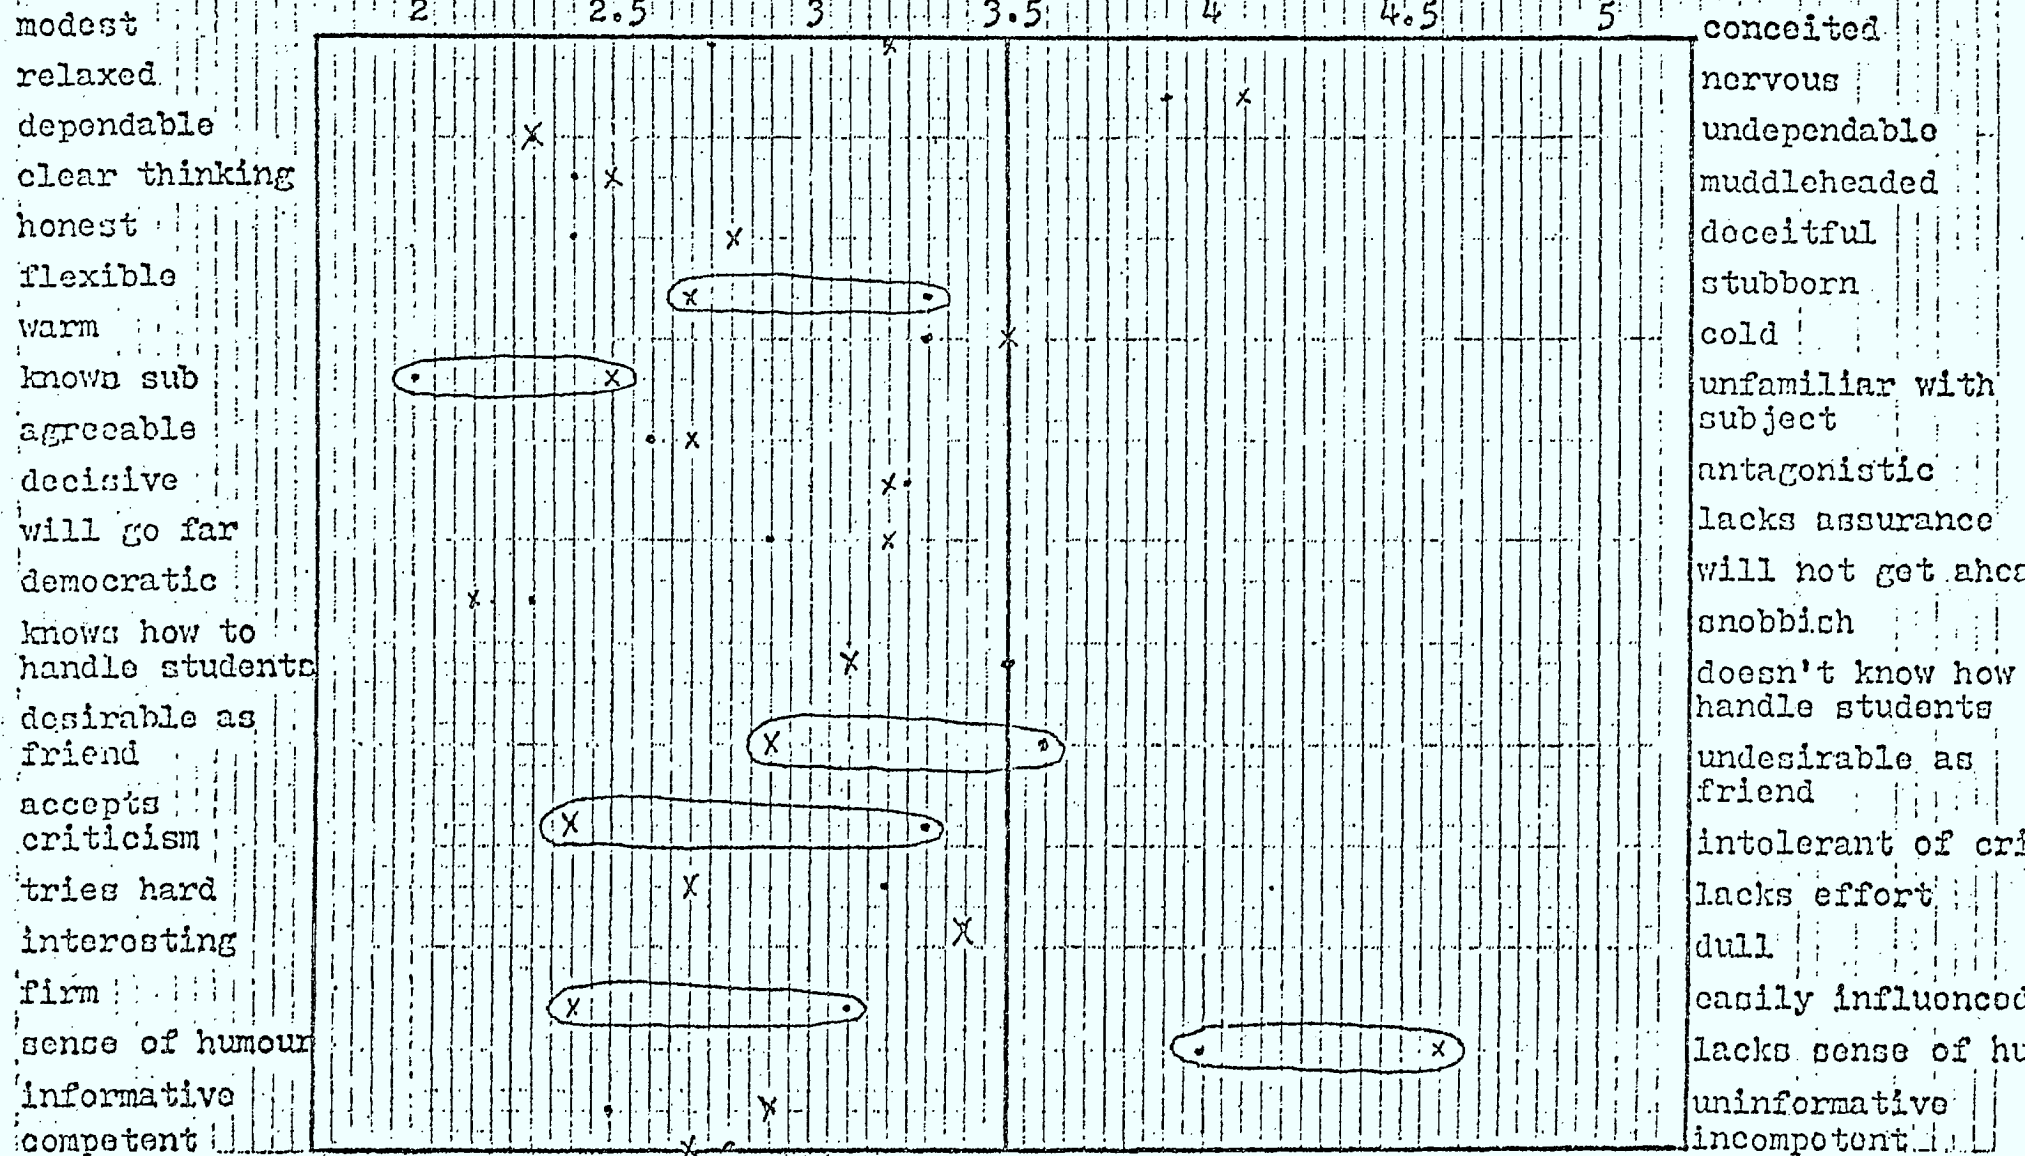 2 2.5 3 3.5 4 4.5 5
modest
relaxed
dependable
clear thinking
honest
flexible
warm
known sub
agreeable
decisive
will go far
democratic
knows how to
handle students
desirable as
friend
accepts
criticism
tries hard
interesting
firm
sense of humour
informative
competent
conceited
nervous
undependable
muddleheaded
deceitful
stubborn
cold
unfamiliar with
subject
antagonistic
lacks assurance
will not get ahea
snobbish
doesn't know how
handle students
undesirable as
friend
intolerant of cri
lacks effort
dull
easily influenced
lacks sense of hu
uninformative
incompetent